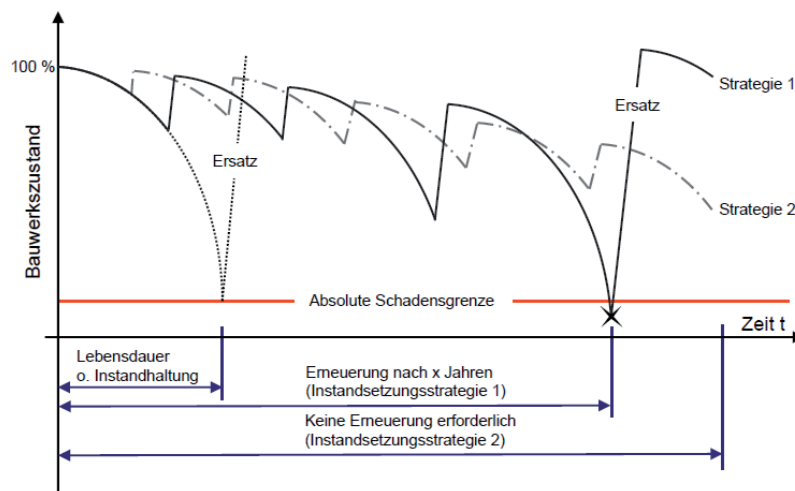 100 %
Bauwerkszustand
Ersatz
Ersatz
Strategie 1
Strategie 2
Absolute Schadensgrenze
Zeit t
Lebensdauer
o. Instandhaltung
Erneuerung nach x Jahren
(Instandsetzungsstrategie 1)
Keine Erneuerung erforderlich
(Instandsetzungsstrategie 2)